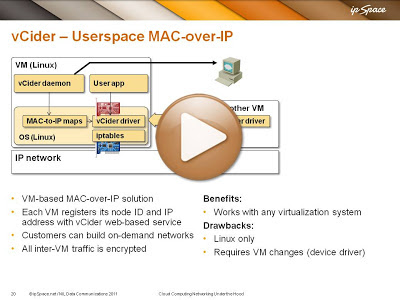 ip Space
vCider – Userspace MAC-over-IP
VM (Linux)
vCider daemon
User app
other VM
MAC-to-IP maps
vCider driver
driver
OS (Linux)
iptables
IP network
• VM-based MAC-over-IP solution
• Each VM registers its node ID and IP
address with vCider web-based service
• Customers can build on-demand networks
• All inter-VM traffic is encrypted
Benefits:
• Works with any virtualization system
Drawbacks:
• Linux only
• Requires VM changes (device driver)
20
© ipSpace.net / NIL Data Communications 2011
Cloud Computing Networking Under the Hood